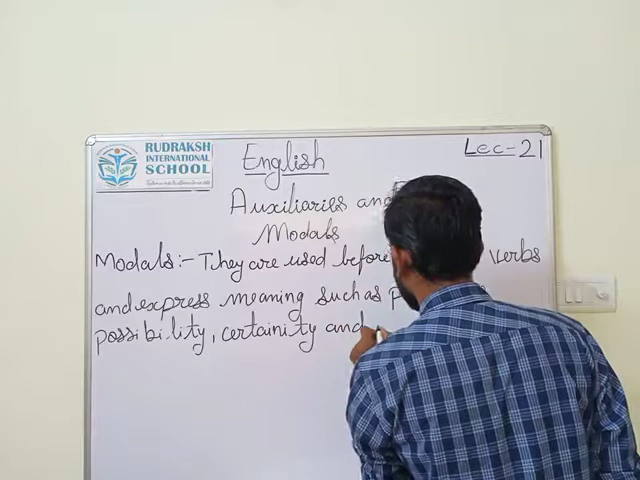 RUDRAKSH
INTERNATIONAL
SCHOOL
English
Lec-21
Auxiliaries and
Modals
Modals:- They are used before verbs
and express meaning such as
possibility, certainity and